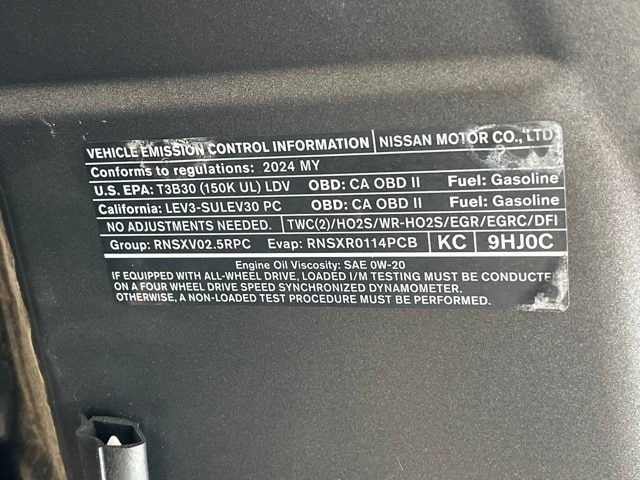 VEHICLE EMISSION CONTROL INFORMATION NISSAN MOTOR CO., LTD
Conforms to regulations: 2024 MY
U.S. EPA: T3B30 (150K UL) LDV OBD: CA OBD II Fuel: Gasoline
California: LEV3-SULEV30 PC OBD: CA OBD II Fuel: Gasoline
NO ADJUSTMENTS NEEDED. TWC(2)/HO2S/WR-HO2S/EGR/EGRC/DFI
Group: RNSXV02.5RPC Evap: RNSXR0114PCB KC 9HJ0C
Engine Oil Viscosity: SAE 0W-20
IF EQUIPPED WITH ALL-WHEEL DRIVE, LOADED I/M TESTING MUST BE CONDUCTE
ON A FOUR WHEEL DRIVE SPEED SYNCHRONIZED DYNAMOMETER.
OTHERWISE, A NON-LOADED TEST PROCEDURE MUST BE PERFORMED.